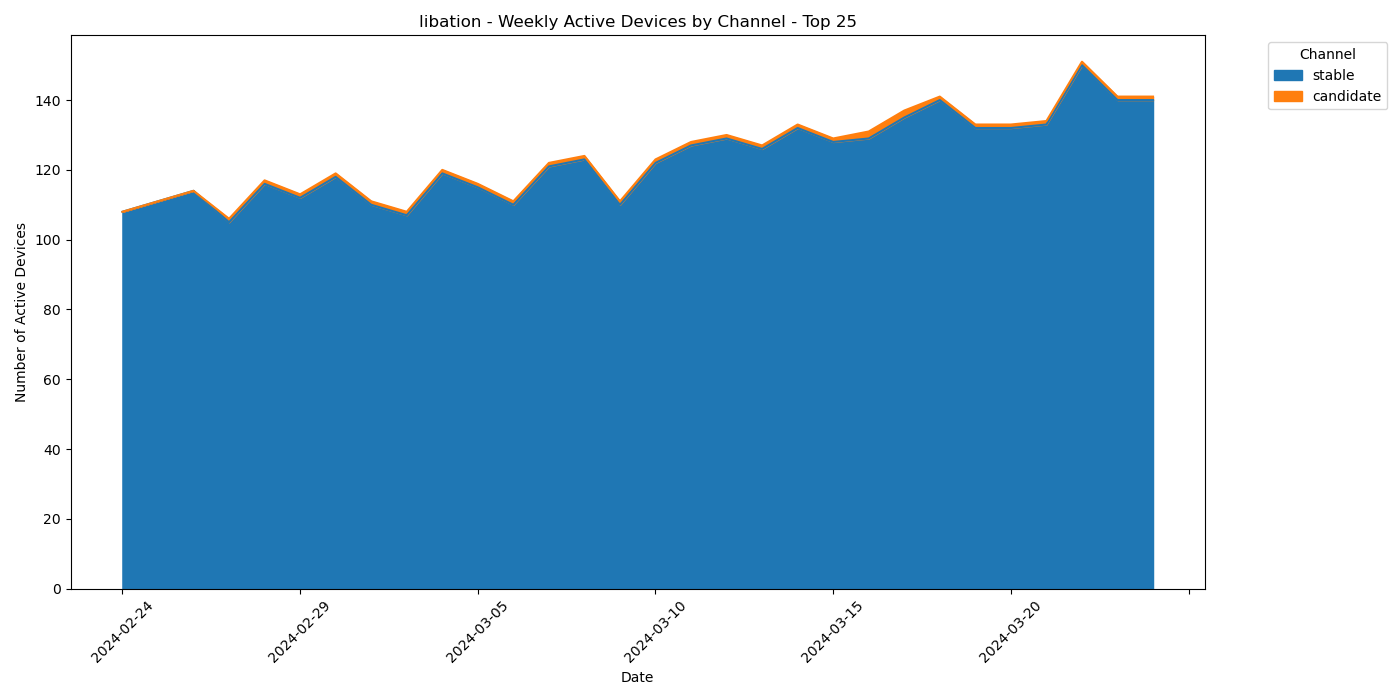 libation - Weekly Active Devices by Channel - Top 25
Channel
stable
candidate
Number of Active Devices
140
120
100
80
60
40
20
0
2024-02-24
2024-02-29
2024-03-05
2024-03-10
2024-03-15
2024-03-20
Date